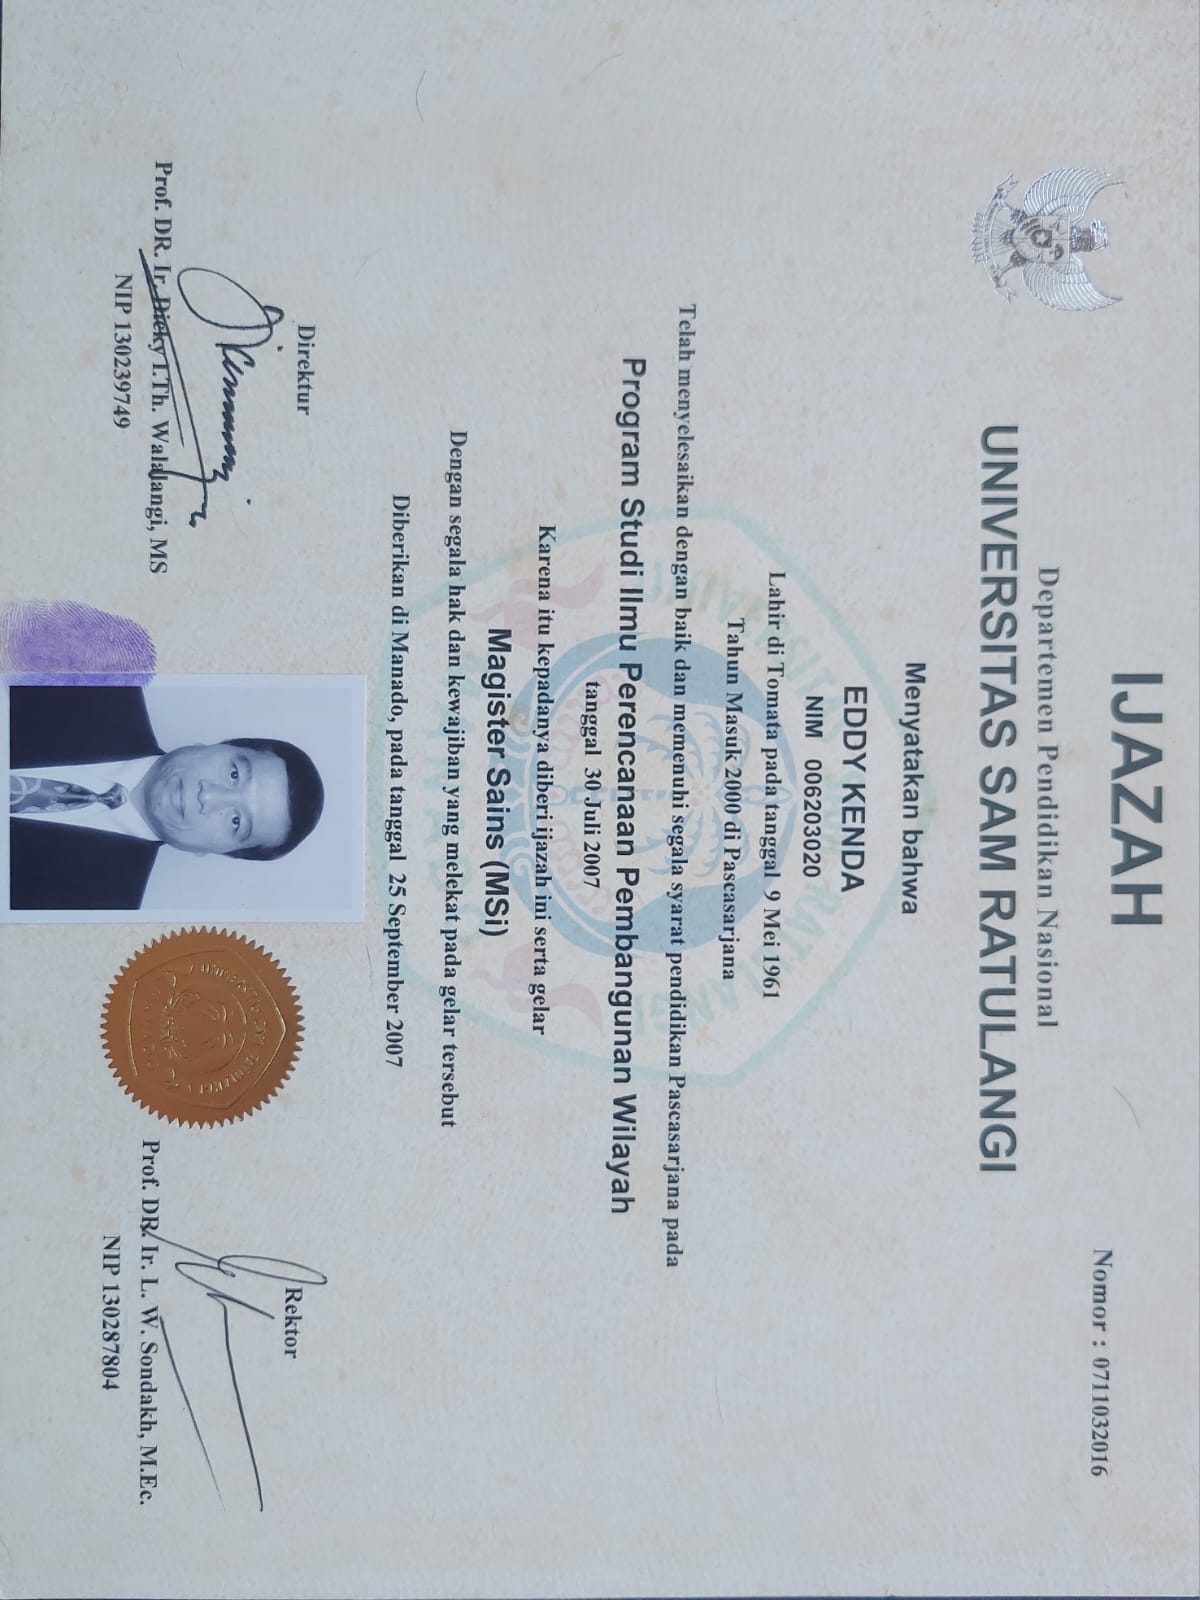 IJAZAH
Nomor : 0711032016
Departemen Pendidikan Nasional
UNIVERSITAS SAM RATULANGI
Menyatakan bahwa
EDDY KENDA
NIM 006203020
Lahir di Tomata pada tanggal 9 Mei 1961
Tahun Masuk 2000 di Pascasarjana
Telah menyelesaikan dengan baik dan memenuhi segala syarat pendidikan Pascasarjana pada
Program Studi Ilmu Perencanaan Pembangunan Wilayah
tanggal 30 Juli 2007
Karena itu kepadanya diberi ijazah ini serta gelar
Magister Sains (MSi)
Dengan segala hak dan kewajiban yang melekat pada gelar tersebut
Diberikan di Manado, pada tanggal 25 September 2007
Direktur
Prof. DR. Ir. Dicky T.Th. Walalangi, MS
NIP 130239749
Rektor
Prof. DR. Ir. L. W. Sondakh, M.Ec.
NIP 130287804